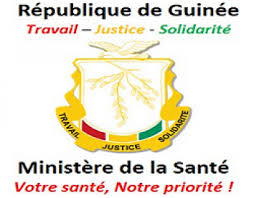 République de Guinée
Travail – Justice - Solidarité
TRAVAIL JUSTICE SOLIDARITE
Ministère de la Santé
Votre santé, Notre priorité !